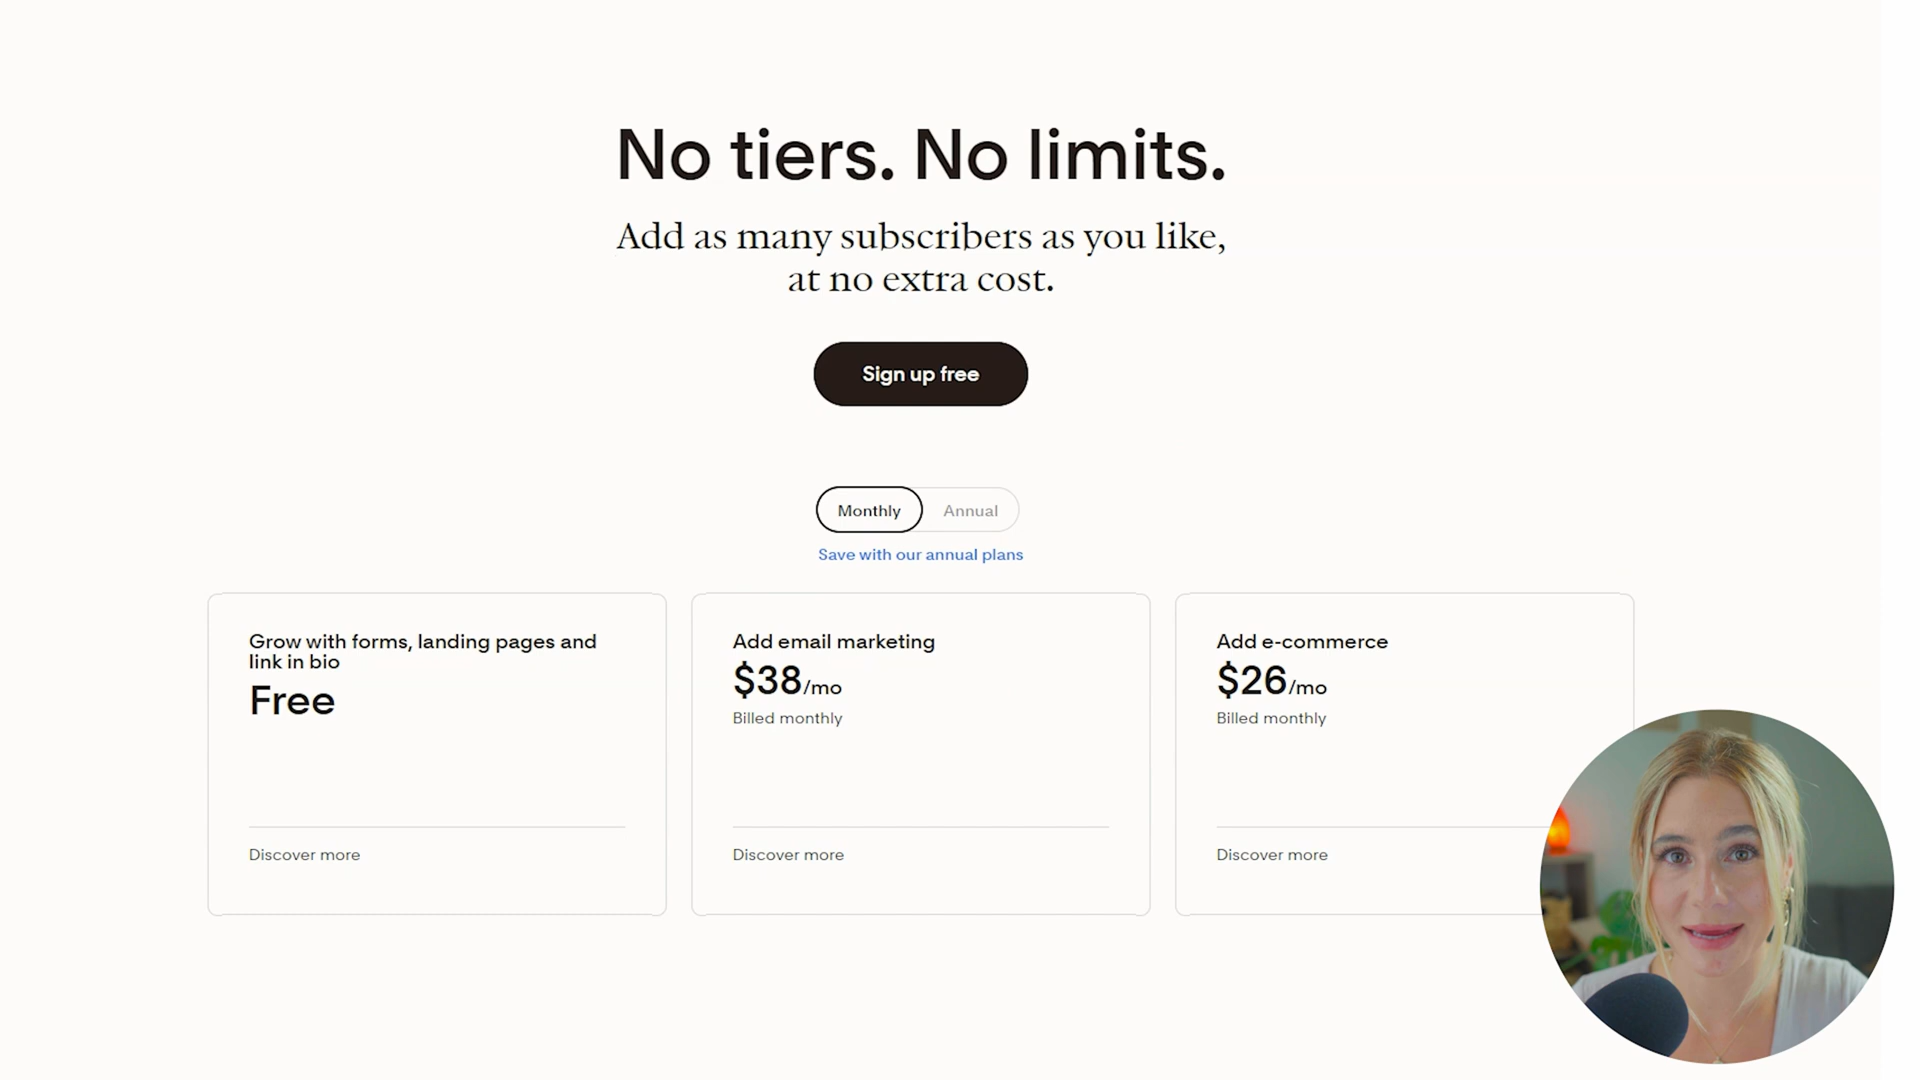 No tiers. No limits.
Add as many subscribers as you like,
at no extra cost.
Sign up free
Monthly
Annual
Save with our annual plans
Grow with forms, landing pages and
link in bio
Free
Discover more
Add email marketing
$38/mo
Billed monthly
Discover more
Add e-commerce
$26/mo
Billed monthly
Discover more